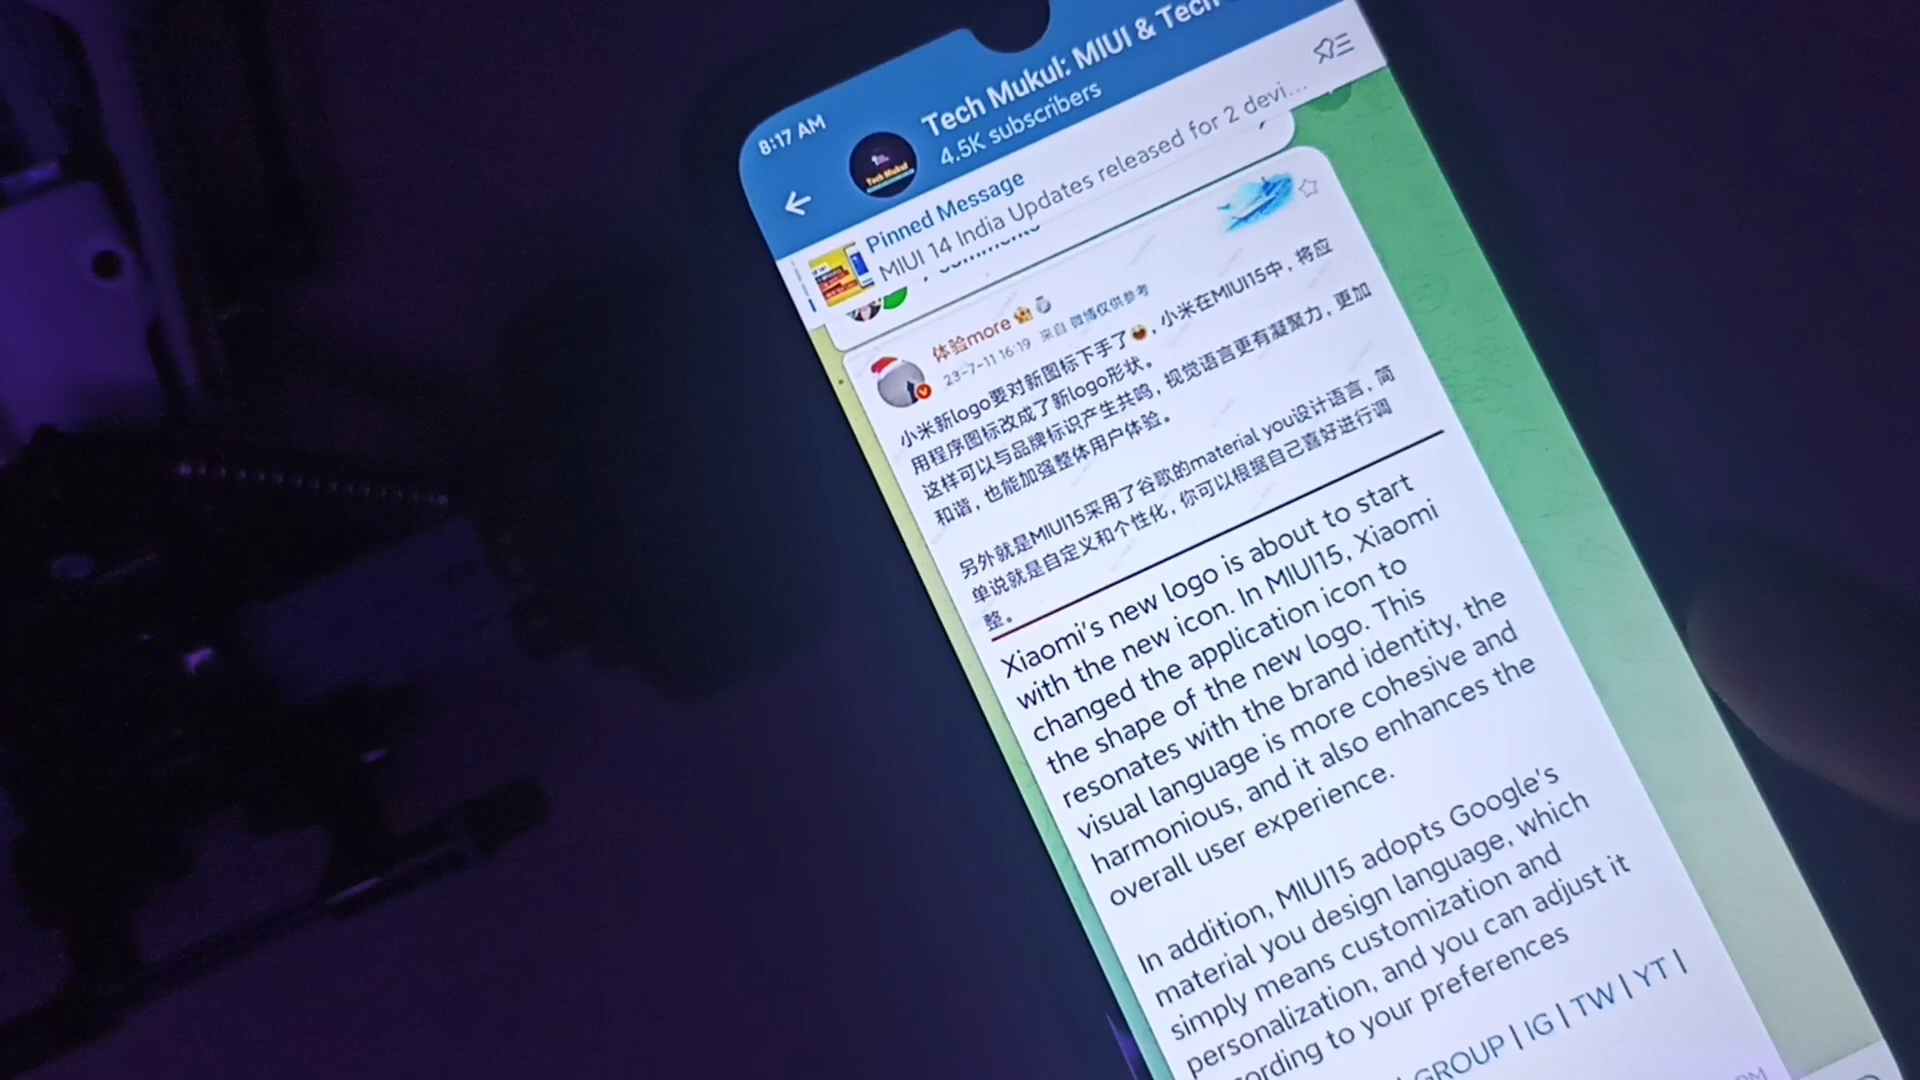 8:17 AM
Tech Mukul: MIUI & Tech
4.5K subscribers
Tech Mukul
Pinned Message
MIUI 14 India Updates released for 2 devi...
体验more
23-7-11 16:19 来自 微博仅供参考
小米新logo要对新图标下手了，小米在MIUI15中，将应
用程序图标改成了新logo形状。
这样可以与品牌标识产生共鸣，视觉语言更有凝聚力，更加
和谐，也能加强整体用户体验。
另外就是MIUI15采用了谷歌的material you设计语言，简
单说就是自定义和个性化，你可以根据自己喜好进行调
整。
Xiaomi's new logo is about to start
with the new icon. In MIUI15, Xiaomi
changed the application icon to
the shape of the new logo. This
resonates with the brand identity, the
visual language is more cohesive and
harmonious, and it also enhances the
overall user experience.
In addition, MIUI15 adopts Google's
material you design language, which
simply means customization and
personalization, and you can adjust it
cording to your preferences
GROUP | IG | TW | YT |